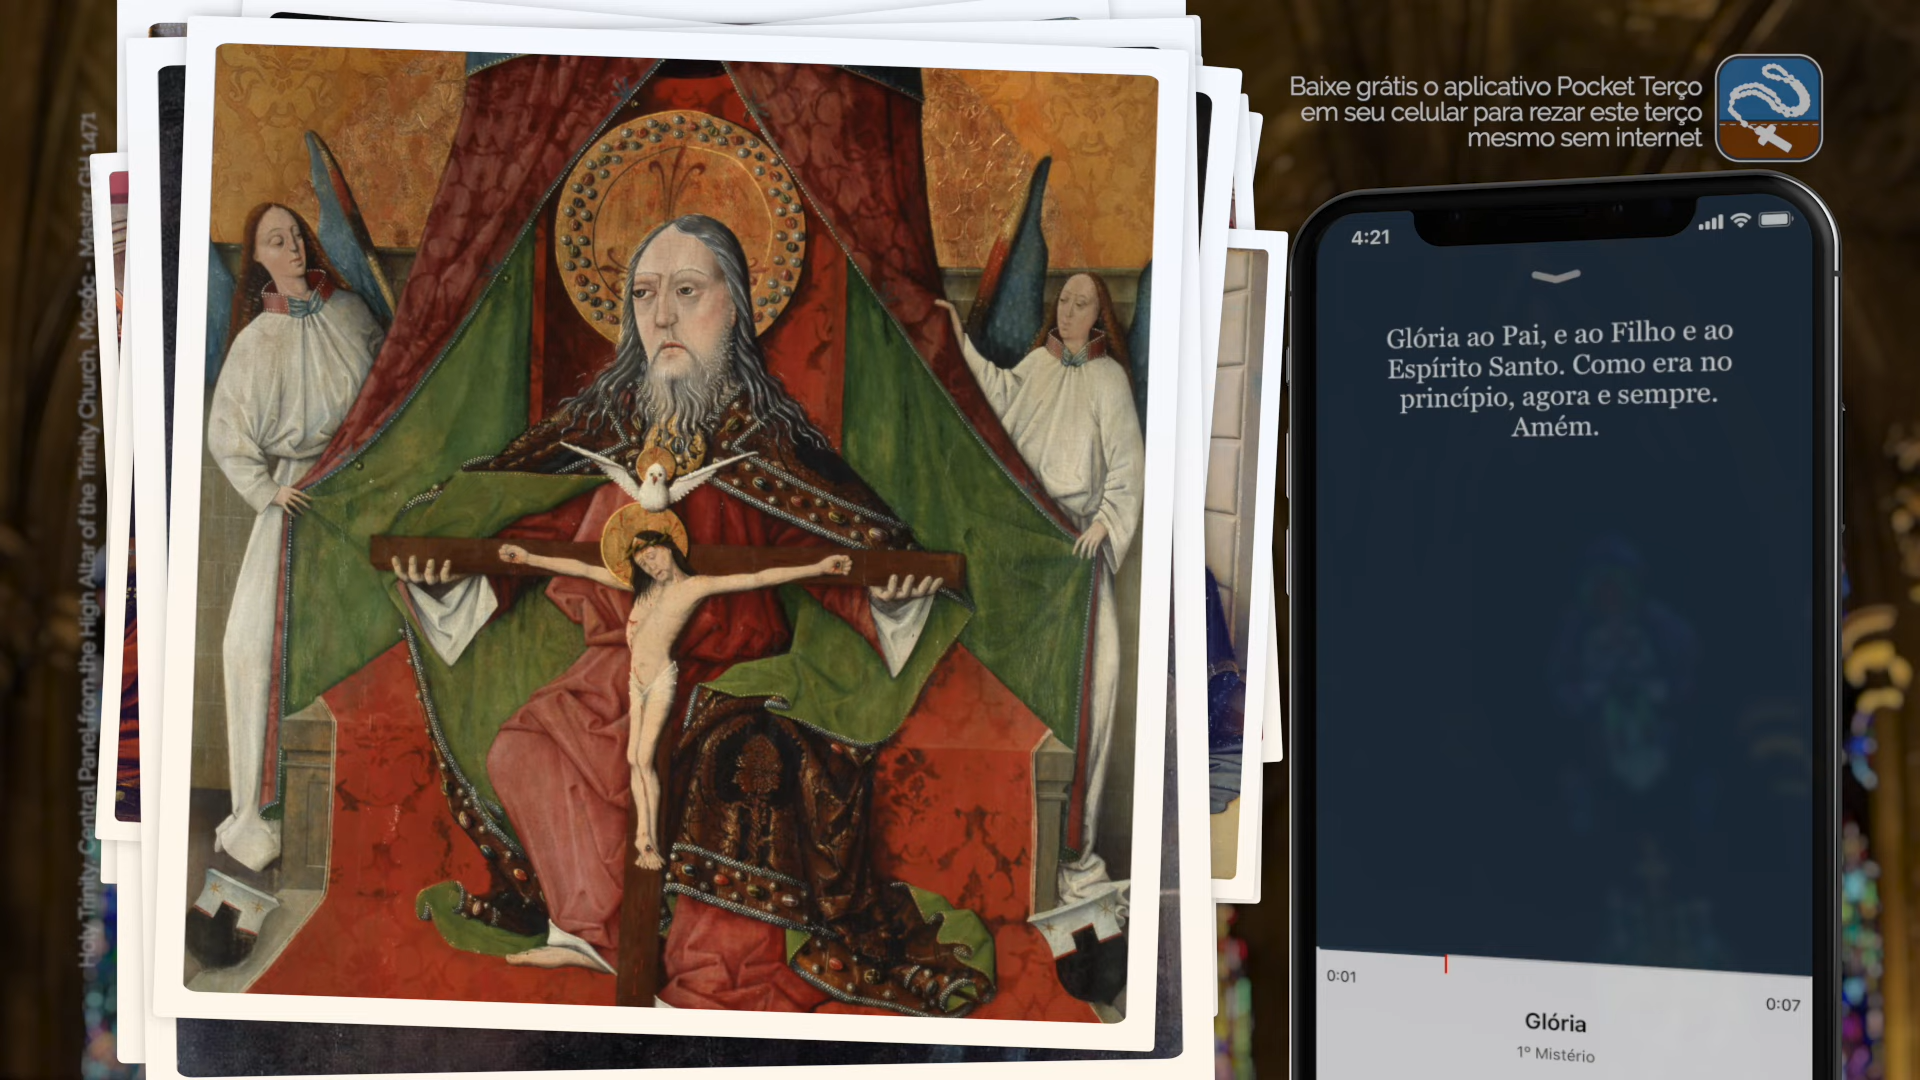 Holy Trinity, Central Panel from the High Altar of the Trinity Church, Mosóc - Master GH 1471
Baixe grátis o aplicativo Pocket Terço
em seu celular para rezar este terço
mesmo sem internet
4:21
Glória ao Pai, e ao Filho e ao
Espírito Santo. Como era no
princípio, agora e sempre.
Amém.
0:01
0:07
Glória
1º Mistério